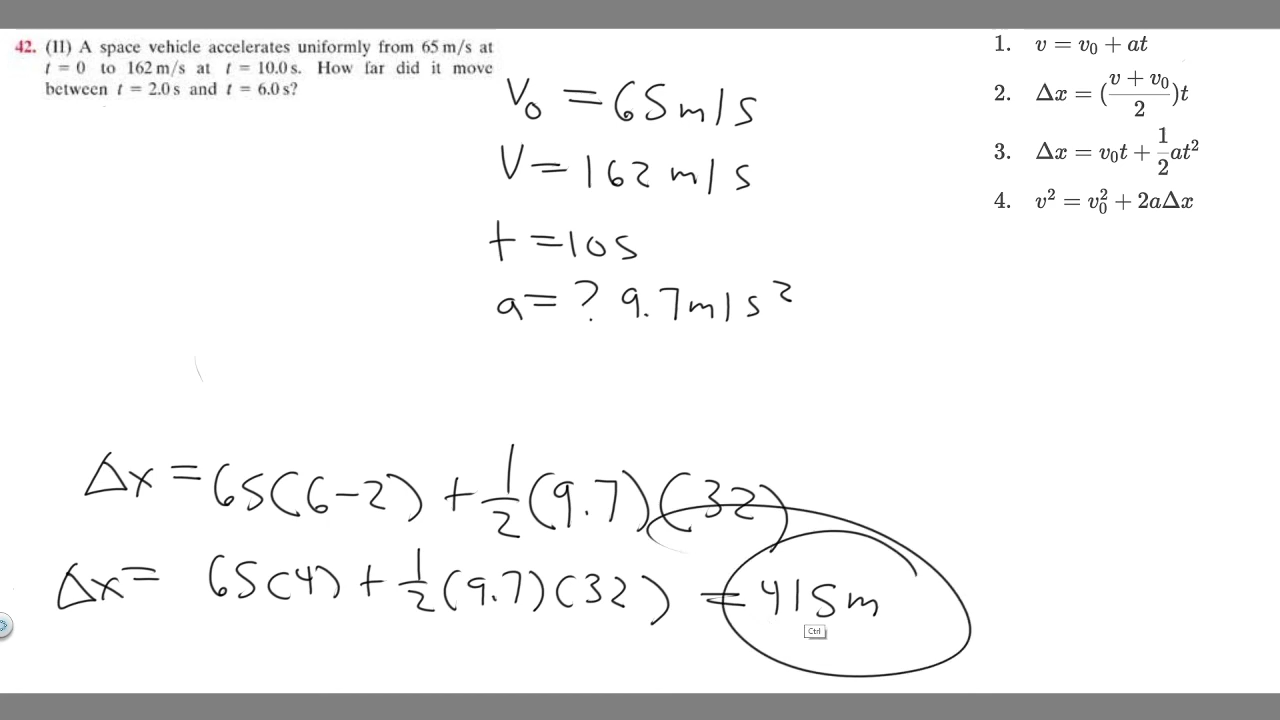 42. (II) A space vehicle accelerates uniformly from 65 m/s at
t = 0 to 162 m/s at t = 10.0 s. How far did it move
between t = 2.0 s and t = 6.0 s?
1. v = v₀ + at
2. Δx = ((v + v₀)/2)t
3. Δx = v₀t + ½at²
4. v² = v₀² + 2aΔx
V₀ = 65 m/s
V = 162 m/s
t = 10s
a = ? 9.7 m/s²
Δx = 65(6-2) + ½(9.7)(32)
Δx = 65(4) + ½(9.7)(32) = 415m
Ctrl